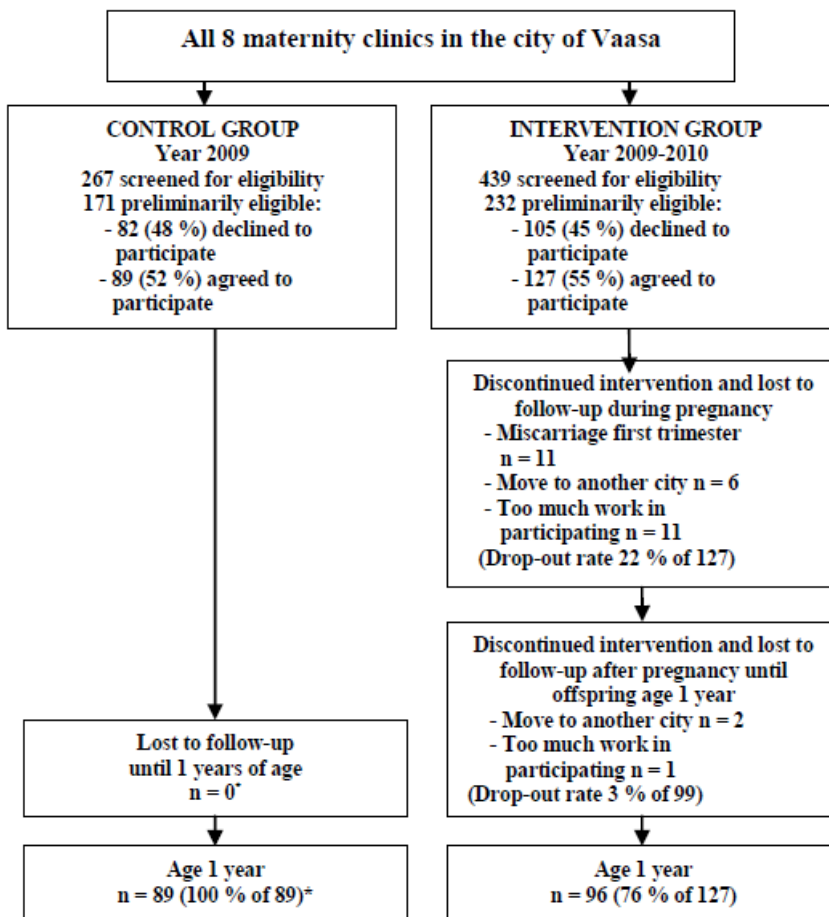 All 8 maternity clinics in the city of Vaasa
CONTROL GROUP
Year 2009
267 screened for eligibility
171 preliminarily eligible:
- 82 (48 %) declined to
participate
- 89 (52 %) agreed to
participate
INTERVENTION GROUP
Year 2009-2010
439 screened for eligibility
232 preliminarily eligible:
- 105 (45 %) declined to
participate
- 127 (55 %) agreed to
participate
Discontinued intervention and lost to
follow-up during pregnancy
- Miscarriage first trimester
n = 11
- Move to another city n = 6
- Too much work in
participating n = 11
(Drop-out rate 22 % of 127)
Discontinued intervention and lost to
follow-up after pregnancy until
offspring age 1 year
- Move to another city n = 2
- Too much work in
participating n = 1
(Drop-out rate 3 % of 99)
Lost to follow-up
until 1 years of age
n = 0*
Age 1 year
n = 89 (100 % of 89)*
Age 1 year
n = 96 (76 % of 127)